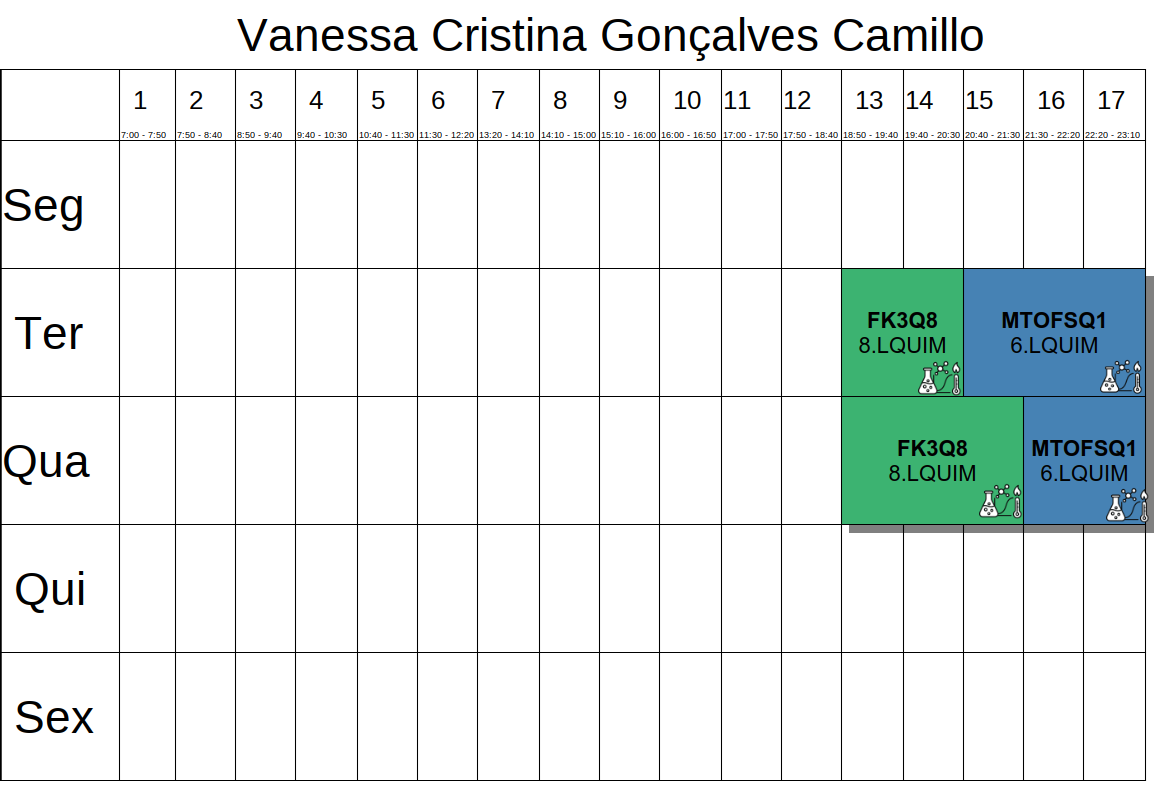 Vanessa Cristina Gonçalves Camillo
1 2 3 4 5 6 7 8 9 10 11 12 13 14 15 16 17
7:00 - 7:50 7:50 - 8:40 8:50 - 9:40 9:40 - 10:30 10:40 - 11:30 11:30 - 12:20 13:20 - 14:10 14:10 - 15:00 15:10 - 16:00 16:00 - 16:50 17:00 - 17:50 17:50 - 18:40 18:50 - 19:40 19:40 - 20:30 20:40 - 21:30 21:30 - 22:20 22:20 - 23:10
Seg
Ter
FK3Q8
8.LQUIM
MTOFSQ1
6.LQUIM
Qua
FK3Q8
8.LQUIM
MTOFSQ1
6.LQUIM
Qui
Sex